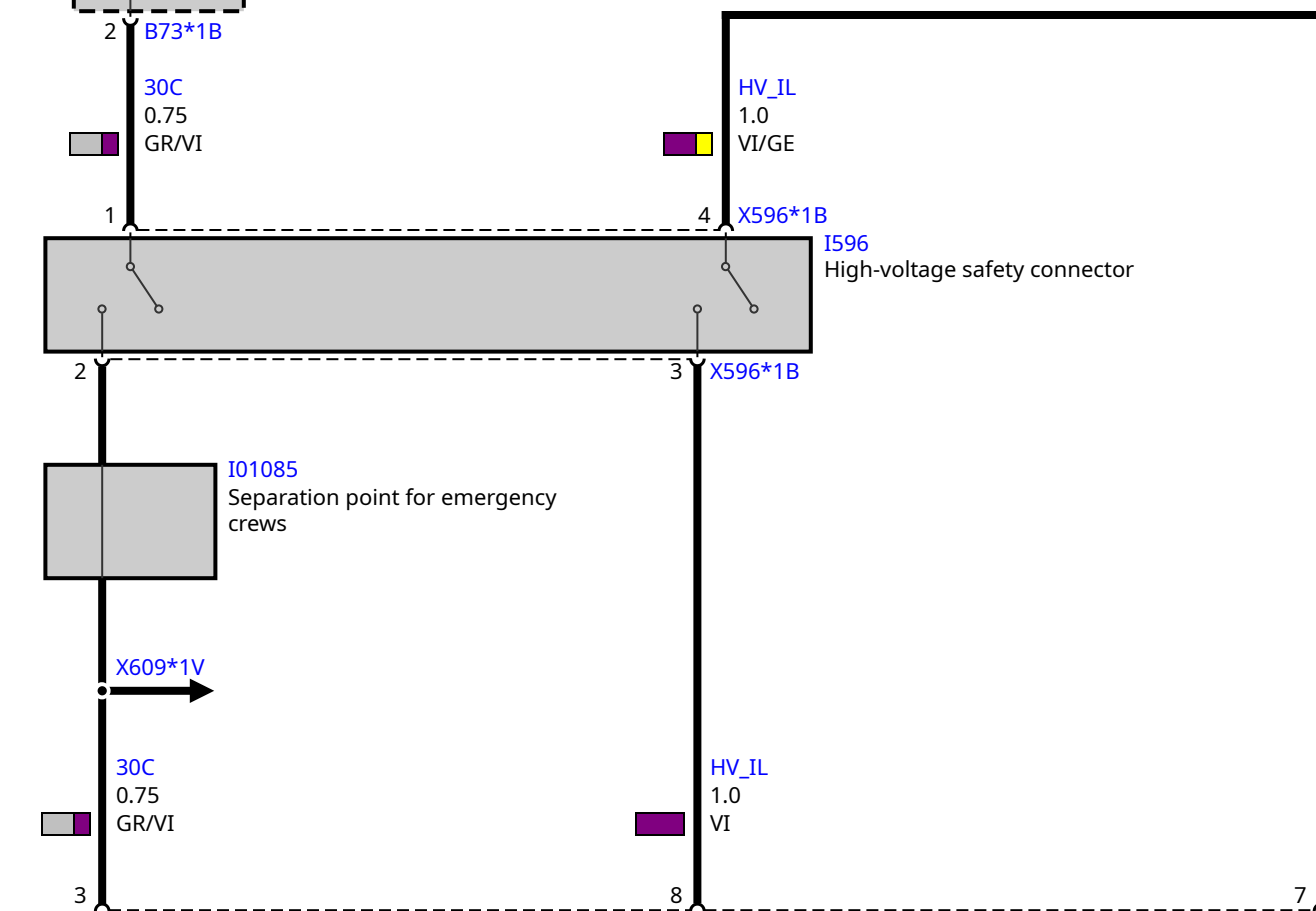 2 B73*1B
30C
0.75
GR/VI
HV_IL
1.0
VI/GE
1
4 X596*1B
I596
High-voltage safety connector
2
3 X596*1B
I01085
Separation point for emergency
crews
X609*1V
30C
0.75
GR/VI
HV_IL
1.0
VI
3
8
7